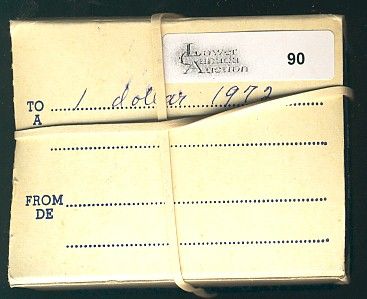 Lower
Canada
Auction
90
TO 1 dollar 1972
A
FROM
DE